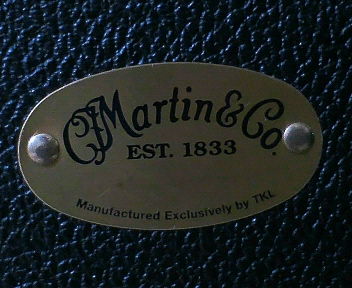 CFMartin & Co.
EST. 1833
Manufactured Exclusively by TKL